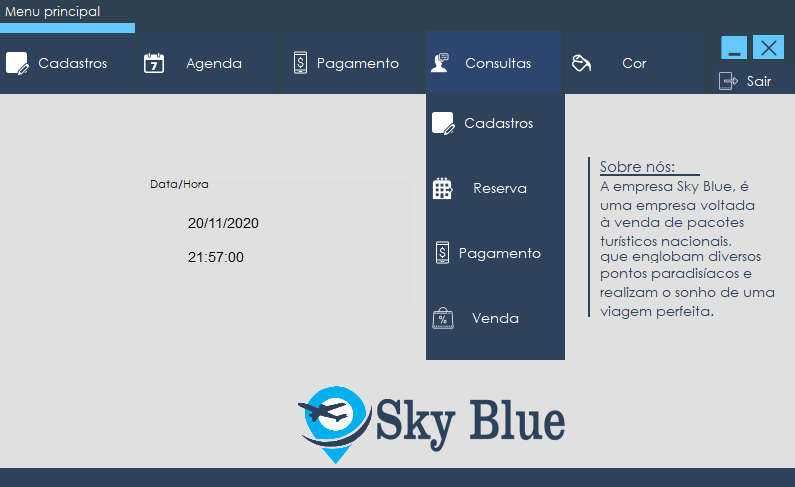 Menu principal
Cadastros
Agenda
7
Pagamento
$
Consultas
Cor
Sair
Cadastros
Reserva
Pagamento
$
Venda
%
Data/Hora
20/11/2020
21:57:00
Sobre nós:
A empresa Sky Blue, é
uma empresa voltada
à venda de pacotes
turísticos nacionais.
que englobam diversos
pontos paradisíacos e
realizam o sonho de uma
viagem perfeita.
Sky Blue